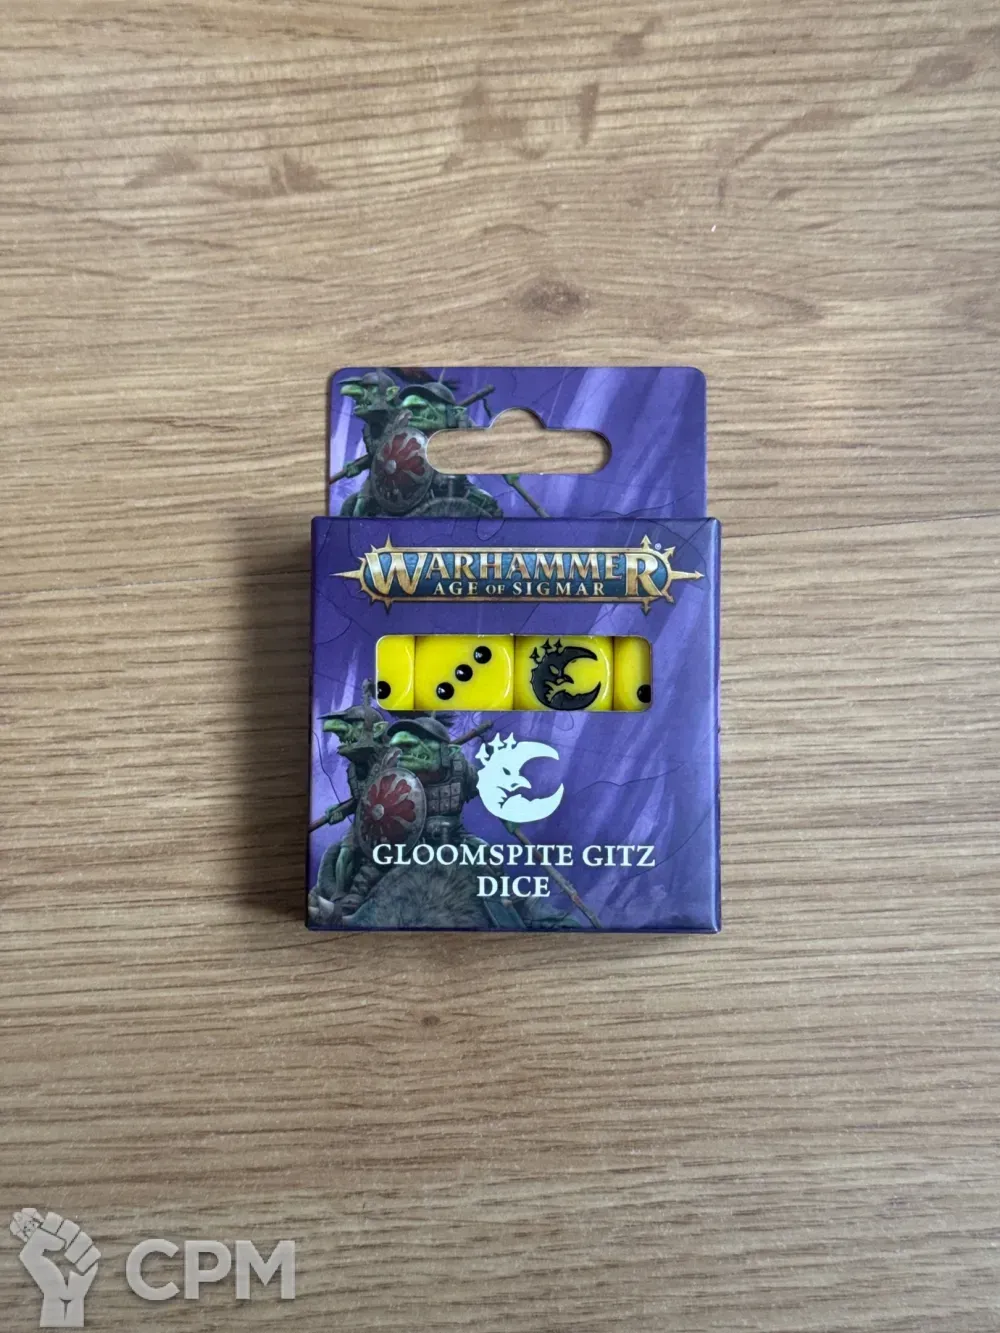 WARHAMMER
AGE OF SIGMAR
GLOOMSPITE GITZ
DICE
CPM